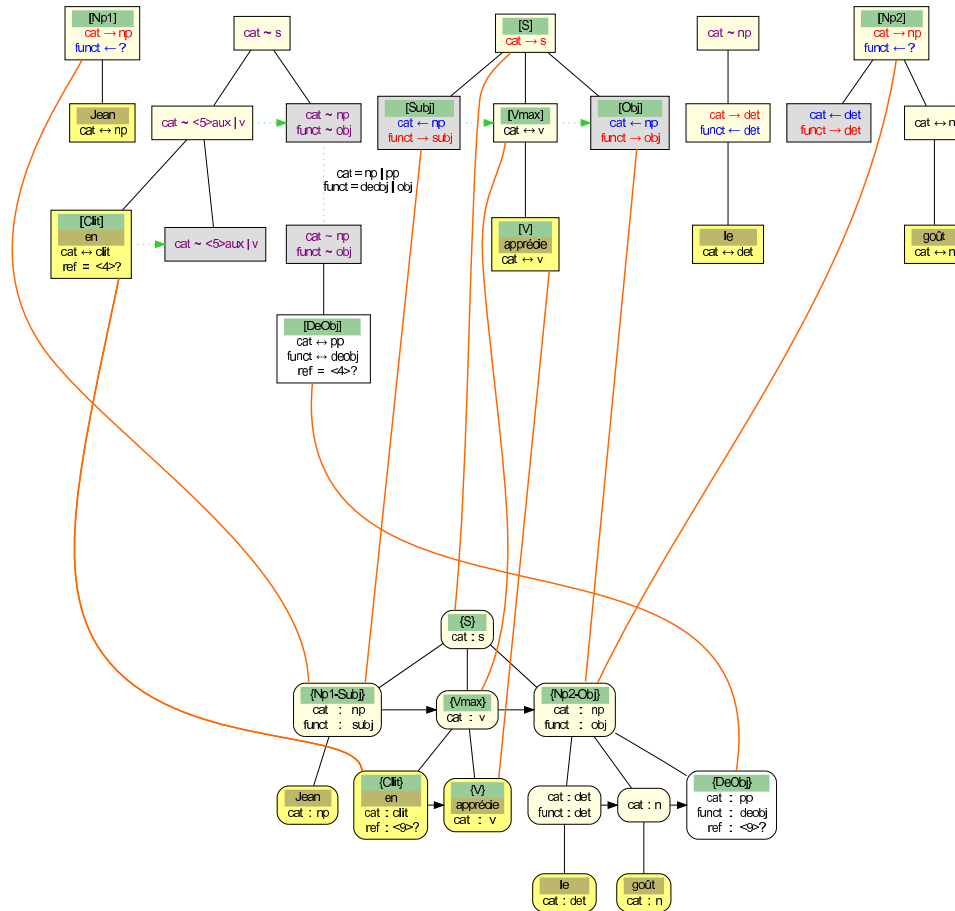 [Np1]
cat → np
funct ← ?
cat ~ s
[S]
cat → s
cat ~ np
[Np2]
cat → np
funct ← ?
Jean
cat ↔ np
cat ~ <5>aux | v
cat ~ np
funct ~ obj
[Subj]
cat ← np
funct → subj
[Vmax]
cat ↔ v
[Obj]
cat ← np
funct → obj
cat → det
funct ← det
cat ← det
funct → det
cat ↔ n
cat = np | pp
funct = deobj | obj
[Clit]
en
cat ↔ clit
ref = <4>?
cat ~ <5>aux | v
cat ~ np
funct ~ obj
[V]
apprécie
cat ↔ v
le
cat ↔ det
goût
cat ↔ n
[DeObj]
cat ↔ pp
funct ↔ deobj
ref = <4>?
{S}
cat : s
{Np1-Subj}
cat : np
funct : subj
{Vmax}
cat : v
{Np2-Obj}
cat : np
funct : obj
Jean
cat : np
{Clit}
en
cat : clit
ref : <9>?
{V}
apprécie
cat : v
cat : det
funct : det
cat : n
{DeObj}
cat : pp
funct : deobj
ref : <9>?
le
cat : det
goût
cat : n